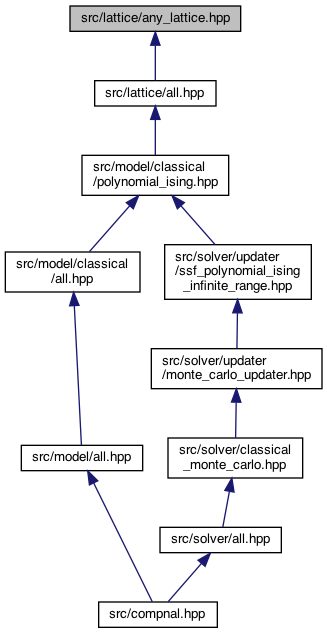 src/lattice/any_lattice.hpp
src/lattice/all.hpp
src/model/classical
/polynomial_ising.hpp
src/model/classical
/all.hpp
src/solver/updater
/ssf_polynomial_ising
_infinite_range.hpp
src/solver/updater
/monte_carlo_updater.hpp
src/model/all.hpp
src/solver/classical
_monte_carlo.hpp
src/solver/all.hpp
src/compnal.hpp